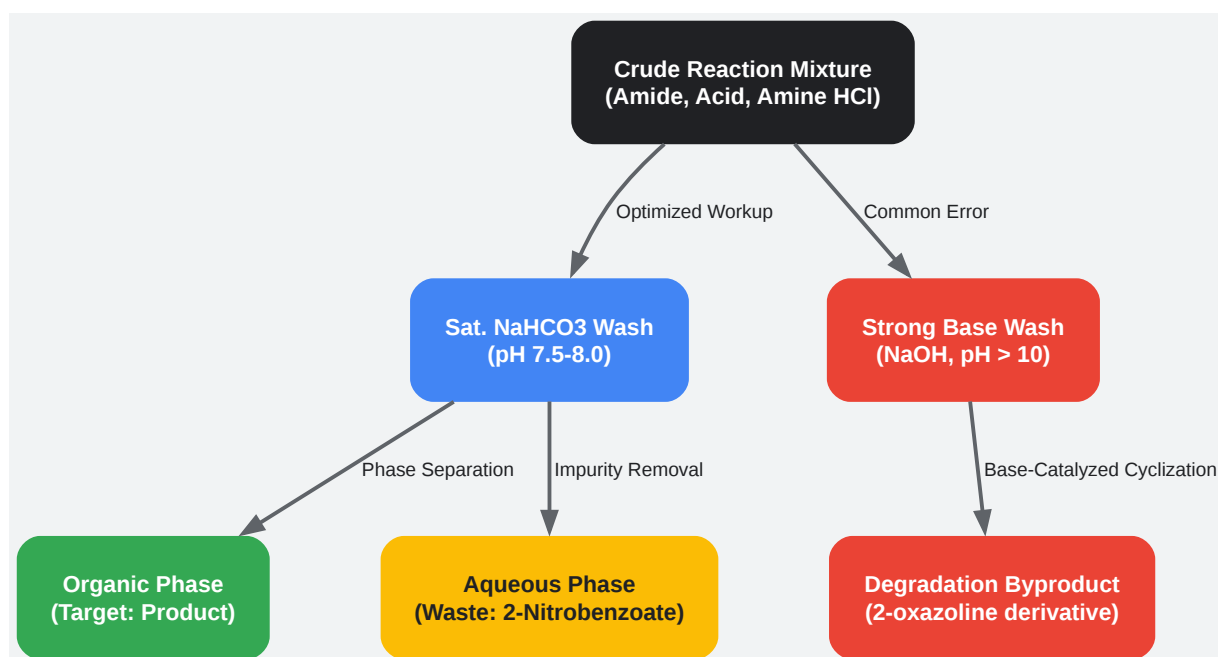 Crude Reaction Mixture
(Amide, Acid, Amine HCl)
Optimized Workup
Common Error
Sat. NaHCO3 Wash
(pH 7.5-8.0)
Strong Base Wash
(NaOH, pH > 10)
Phase Separation
Impurity Removal
Base-Catalyzed Cyclization
Organic Phase
(Target: Product)
Aqueous Phase
(Waste: 2-Nitrobenzoate)
Degradation Byproduct
(2-oxazoline derivative)